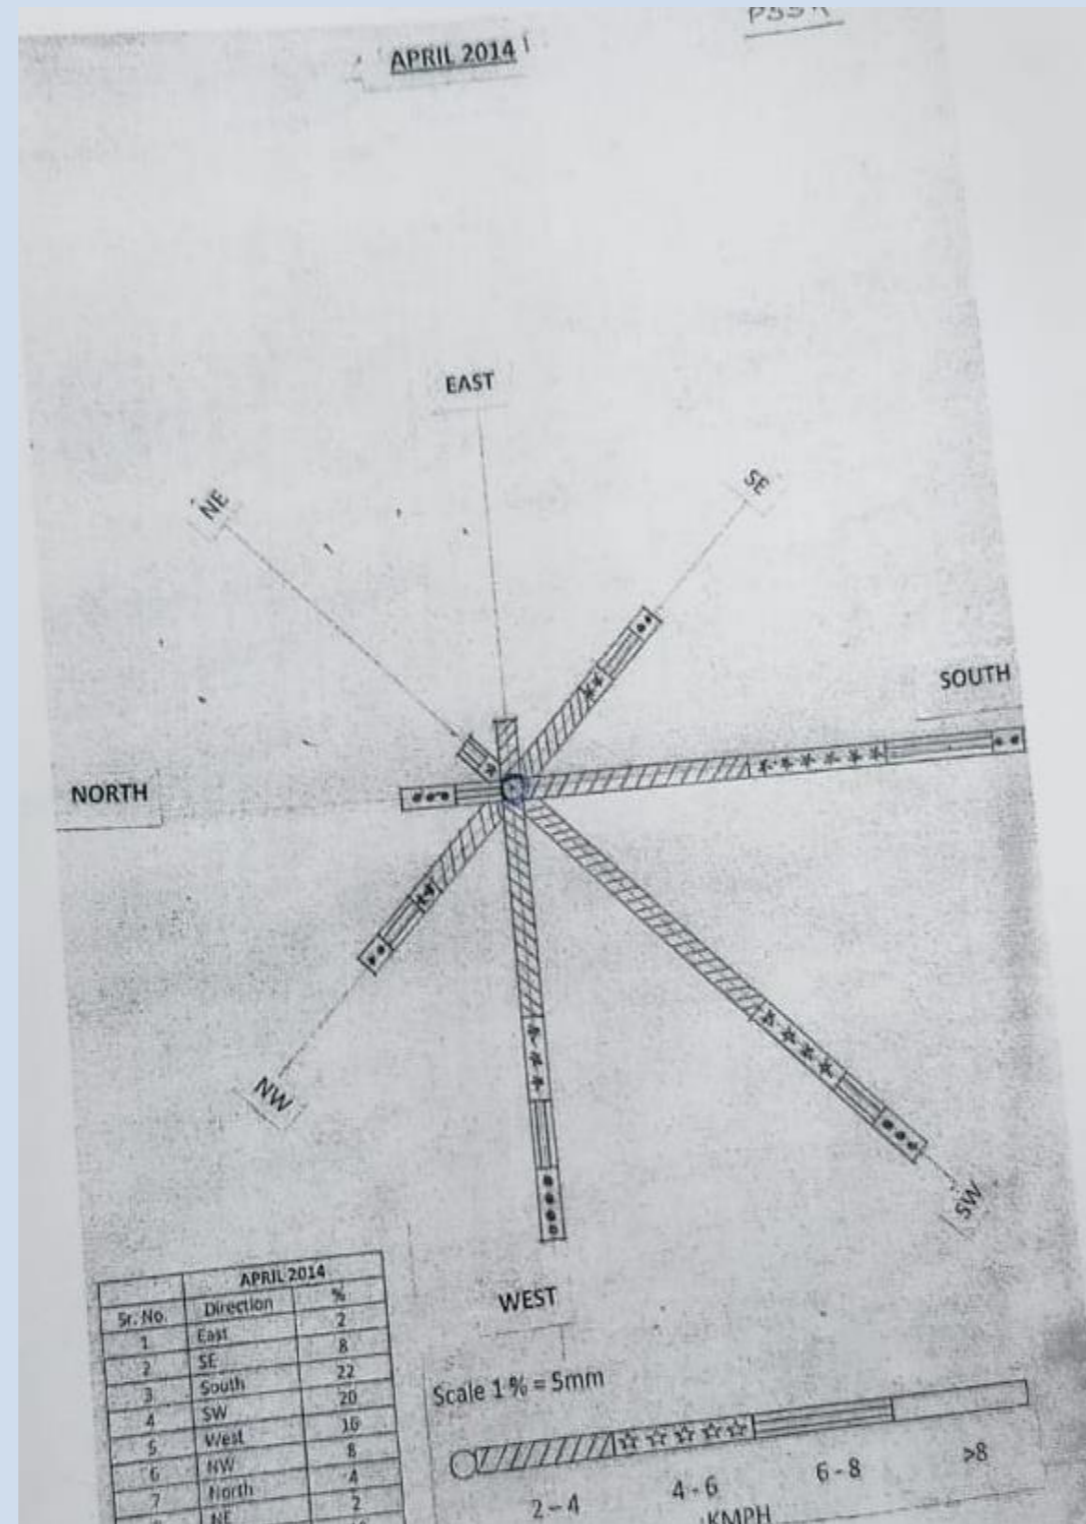 APRIL 2014
EAST
NE
SE
SOUTH
NORTH
NW
SW
WEST
APRIL 2014
Sr. No. Direction %
1 East 2
2 SE 8
3 South 22
4 SW 20
5 West 16
6 NW 8
7 North 4
NE 2
Scale 1 % = 5mm
2-4 4-6 6-8 >8
KMPH